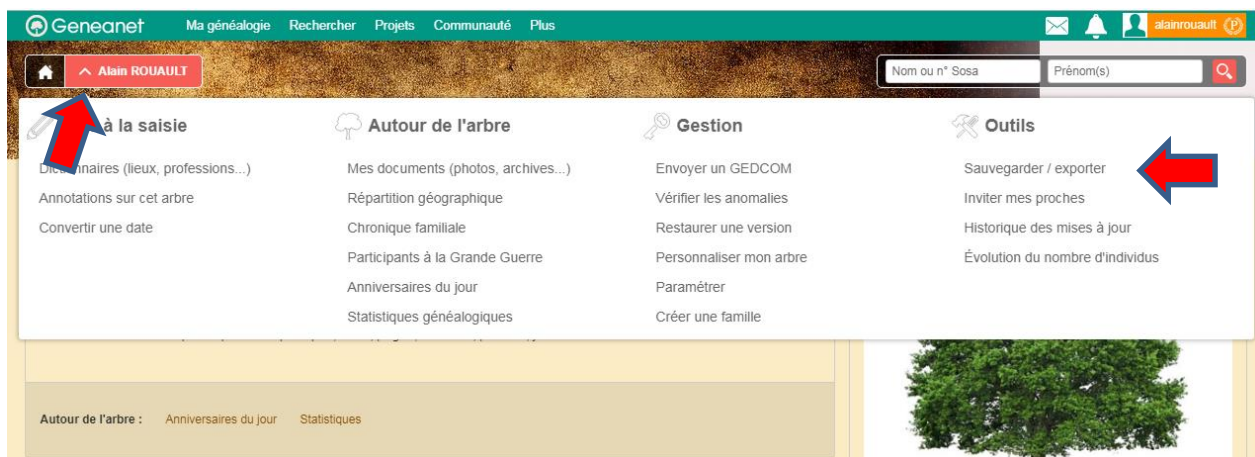 Geneanet Ma généalogie Rechercher Projets Communauté Plus alainrouault P
Alain ROUAULT Nom ou n° Sosa Prénom(s)
à la saisie
Dictionnaires (lieux, professions...)
Annotations sur cet arbre
Convertir une date
Autour de l'arbre
Mes documents (photos, archives...)
Répartition géographique
Chronique familiale
Participants à la Grande Guerre
Anniversaires du jour
Statistiques généalogiques
Gestion
Envoyer un GEDCOM
Vérifier les anomalies
Restaurer une version
Personnaliser mon arbre
Paramétrer
Créer une famille
Outils
Sauvegarder / exporter
Inviter mes proches
Historique des mises à jour
Évolution du nombre d'individus
Autour de l'arbre : Anniversaires du jour Statistiques